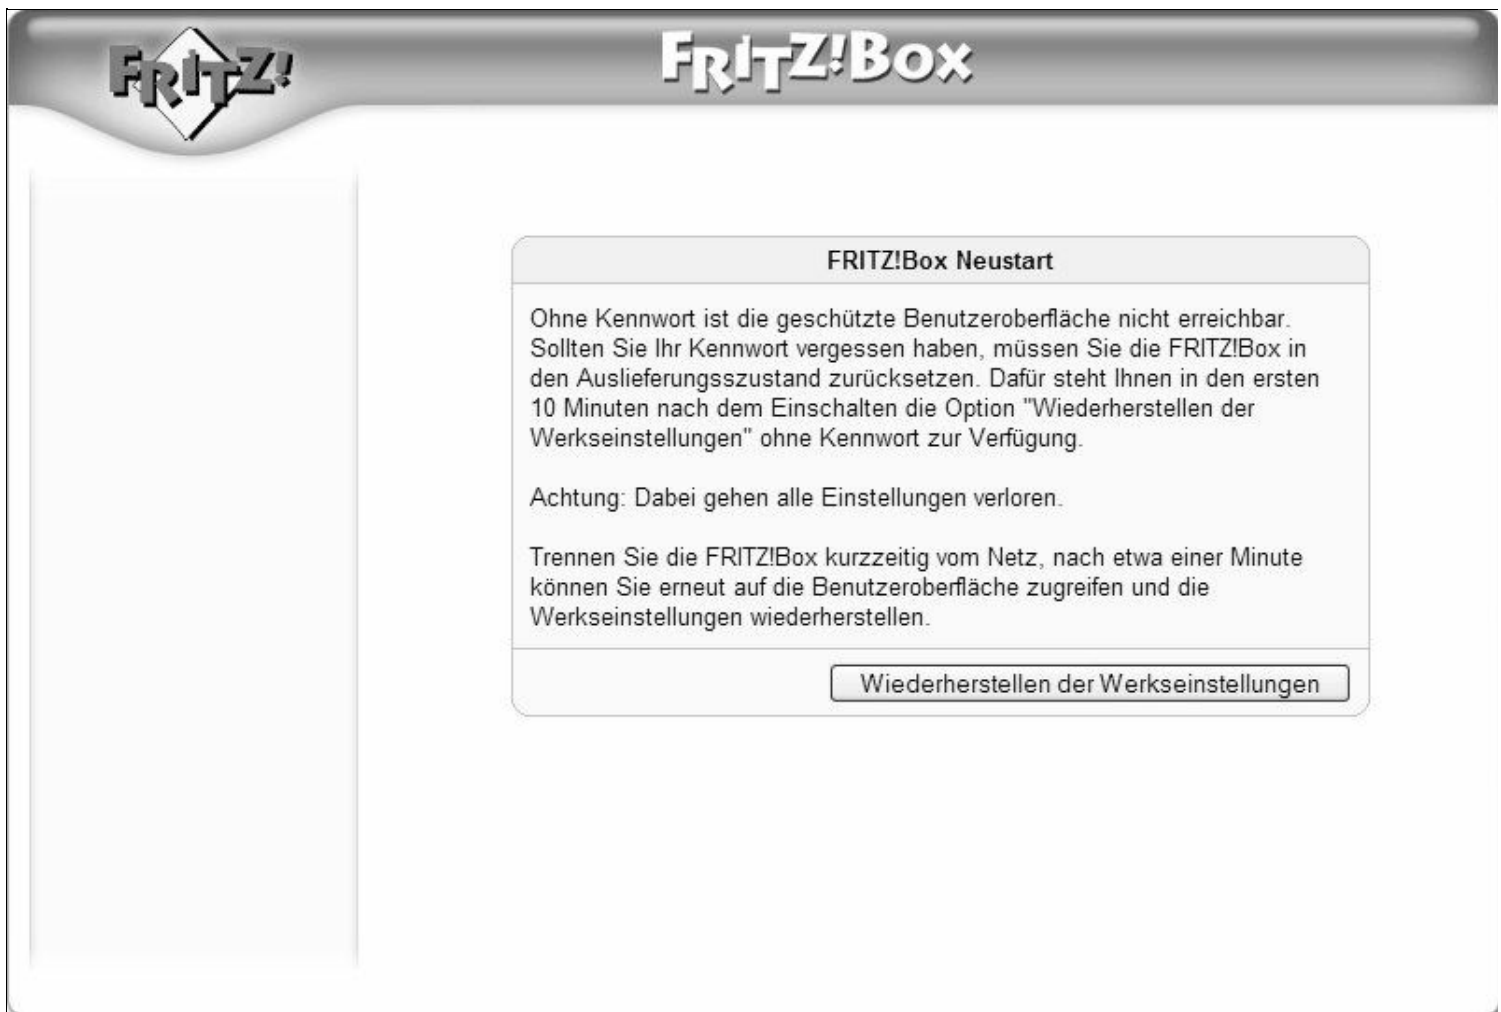 FRITZ!
FRITZ!BOX
FRITZ!Box Neustart
Ohne Kennwort ist die geschützte Benutzeroberfläche nicht erreichbar.
Sollten Sie Ihr Kennwort vergessen haben, müssen Sie die FRITZ!Box in
den Auslieferungsszustand zurücksetzen. Dafür steht Ihnen in den ersten
10 Minuten nach dem Einschalten die Option "Wiederherstellen der
Werkseinstellungen" ohne Kennwort zur Verfügung.
Achtung: Dabei gehen alle Einstellungen verloren.
Trennen Sie die FRITZ!Box kurzzeitig vom Netz, nach etwa einer Minute
können Sie erneut auf die Benutzeroberfläche zugreifen und die
Werkseinstellungen wiederherstellen.
Wiederherstellen der Werkseinstellungen